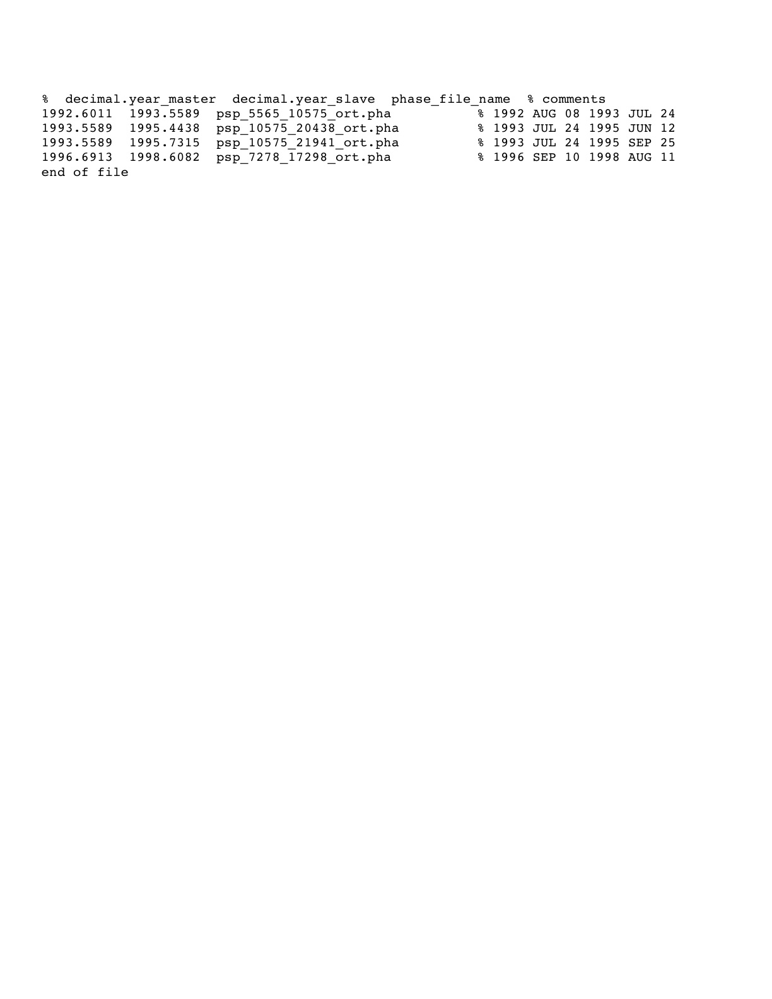 %  decimal.year_master  decimal.year_slave  phase_file_name  % comments
1992.6011  1993.5589  psp_5565_10575_ort.pha           % 1992 AUG 08 1993 JUL 24
1993.5589  1995.4438  psp_10575_20438_ort.pha          % 1993 JUL 24 1995 JUN 12
1993.5589  1995.7315  psp_10575_21941_ort.pha          % 1993 JUL 24 1995 SEP 25
1996.6913  1998.6082  psp_7278_17298_ort.pha           % 1996 SEP 10 1998 AUG 11
end of file